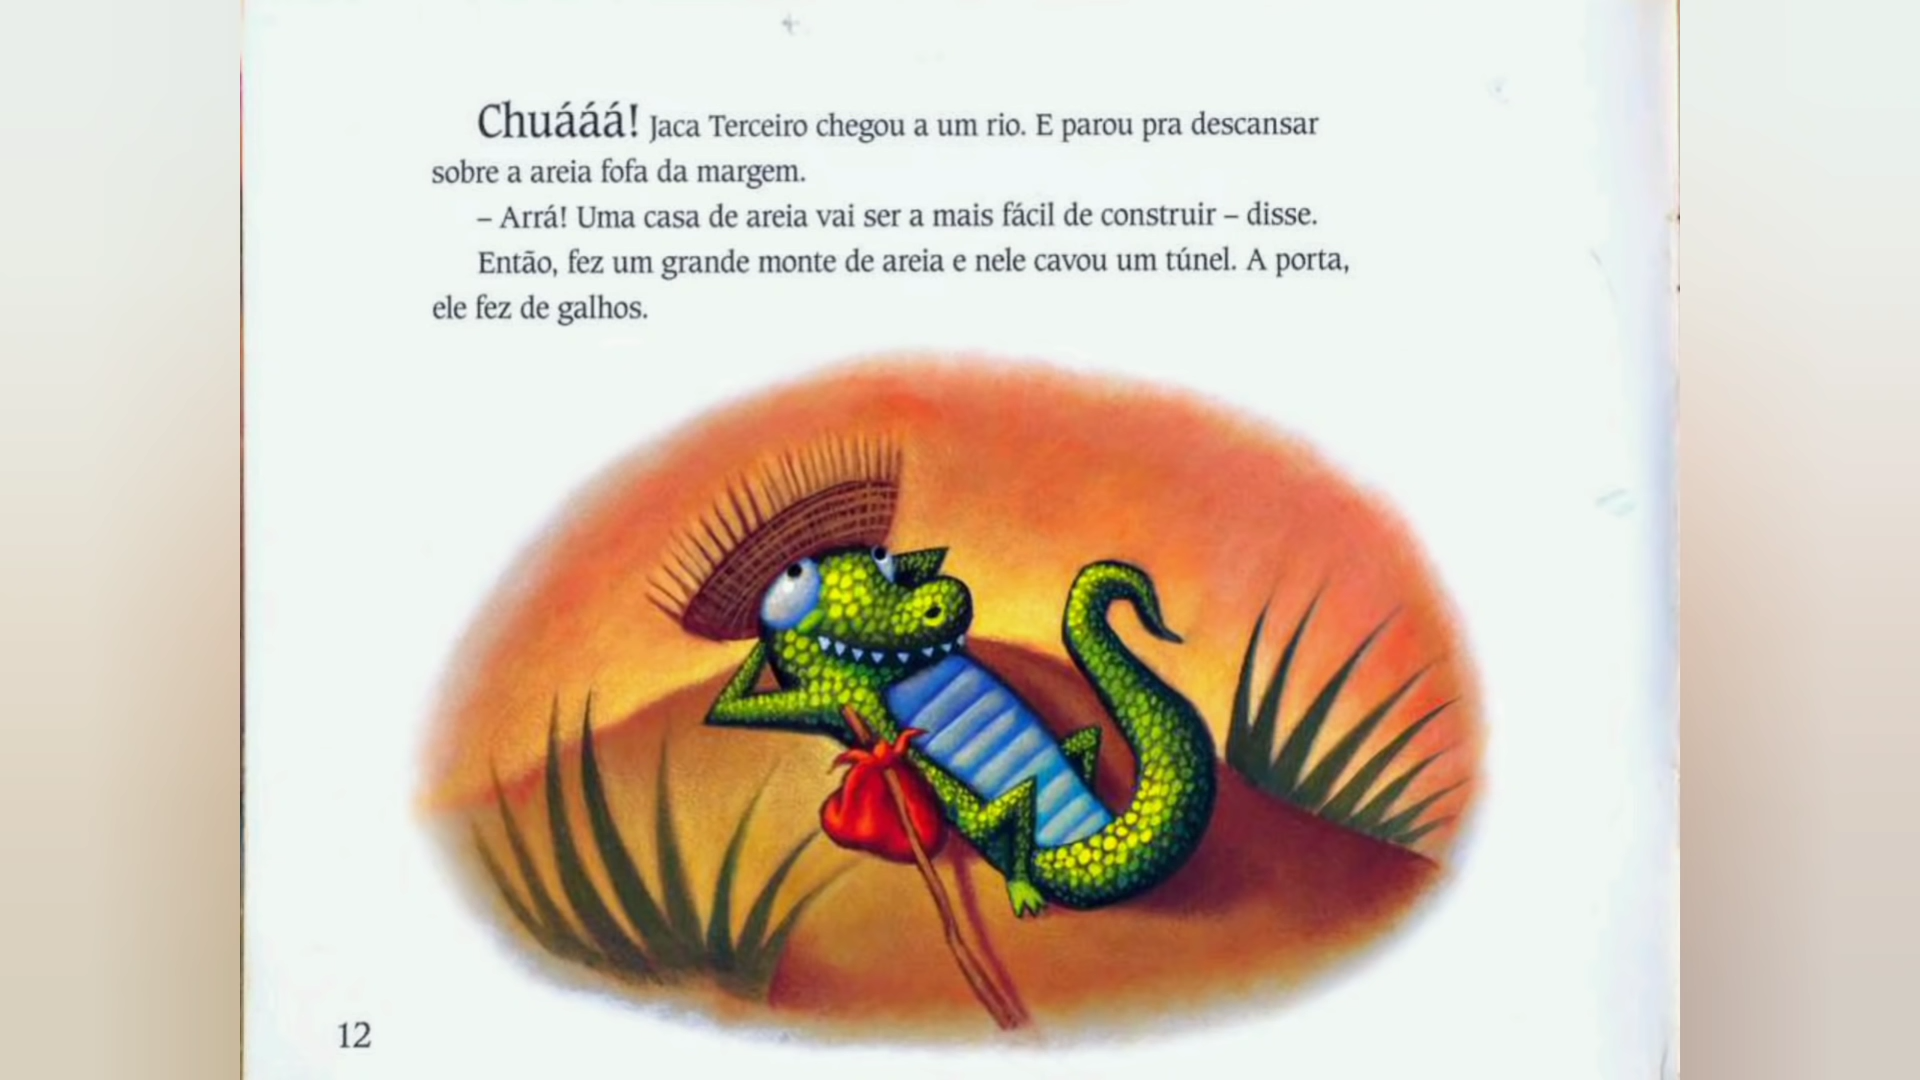 Chuááá! Jaca Terceiro chegou a um rio. E parou pra descansar
sobre a areia fofa da margem.
– Arrá! Uma casa de areia vai ser a mais fácil de construir – disse.
Então, fez um grande monte de areia e nele cavou um túnel. A porta,
ele fez de galhos.
12